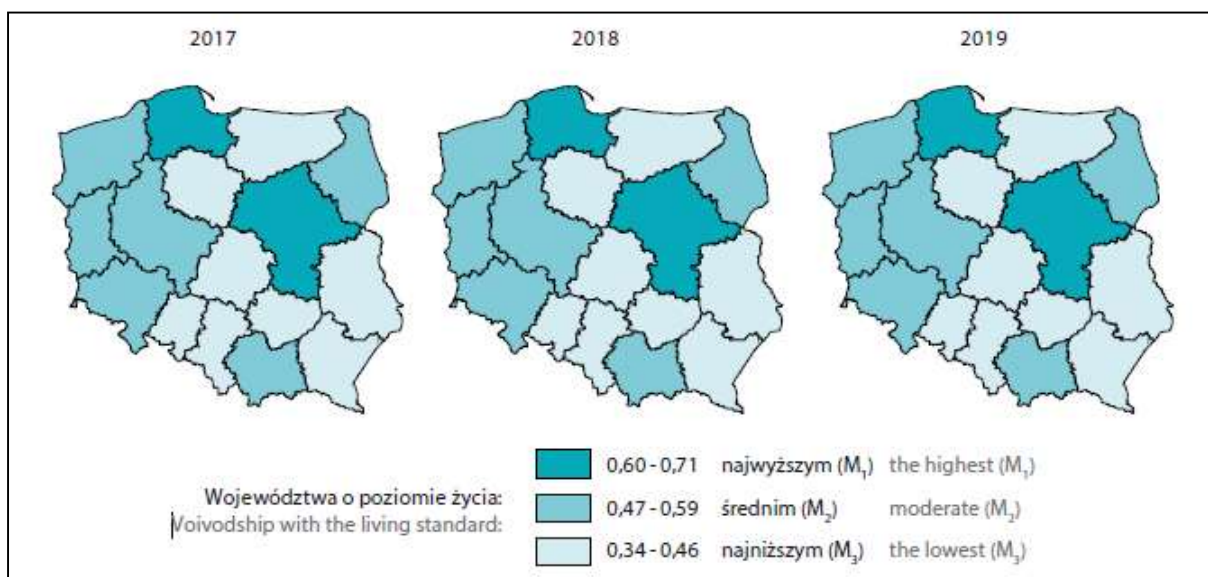 2017 2018 2019
0,60 - 0,71 najwyższym (M₁) the highest (M₁)
Województwa o poziomie życia:
Voivodship with the living standard:
0,47 - 0,59 średnim (M₂) moderate (M₂)
0,34 - 0,46 najniższym (M₃) the lowest (M₃)